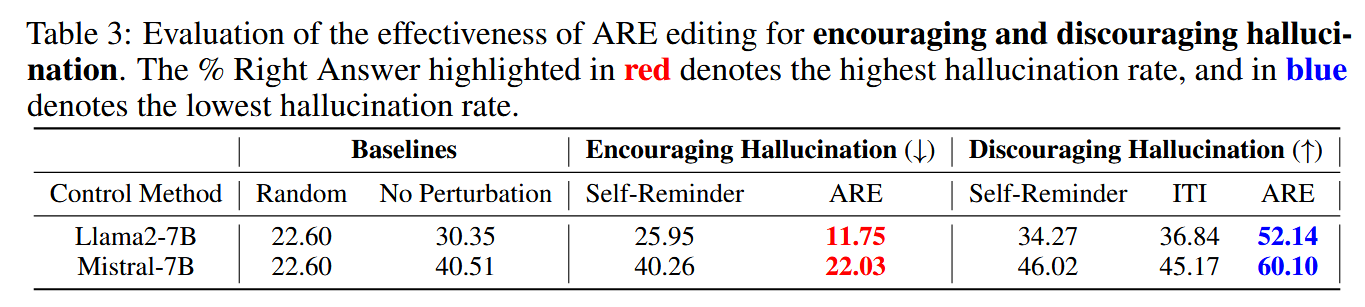 Table 3: Evaluation of the effectiveness of ARE editing for encouraging and discouraging halluci-
nation. The % Right Answer highlighted in red denotes the highest hallucination rate, and in blue
denotes the lowest hallucination rate.
Baselines Encouraging Hallucination (↓) Discouraging Hallucination (↑)
Control Method Random No Perturbation Self-Reminder ARE Self-Reminder ITI ARE
Llama2-7B 22.60 30.35 25.95 11.75 34.27 36.84 52.14
Mistral-7B 22.60 40.51 40.26 22.03 46.02 45.17 60.10